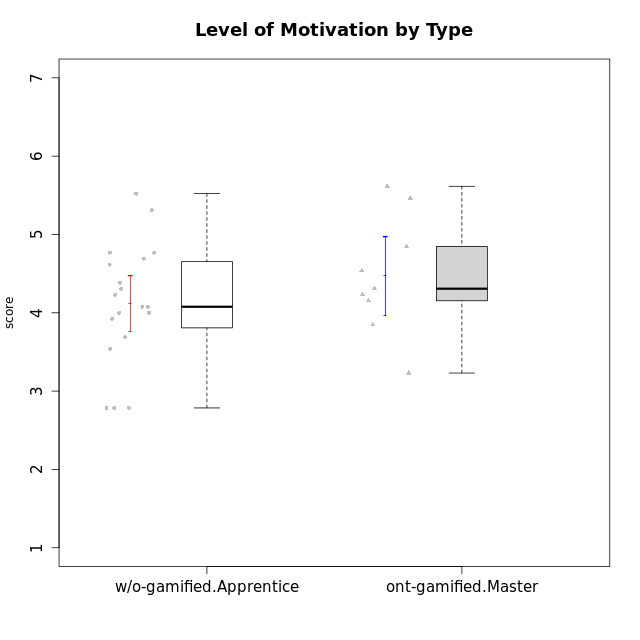 Level of Motivation by Type
7
6
5
4
3
2
1
score
w/o-gamified.Apprentice
ont-gamified.Master